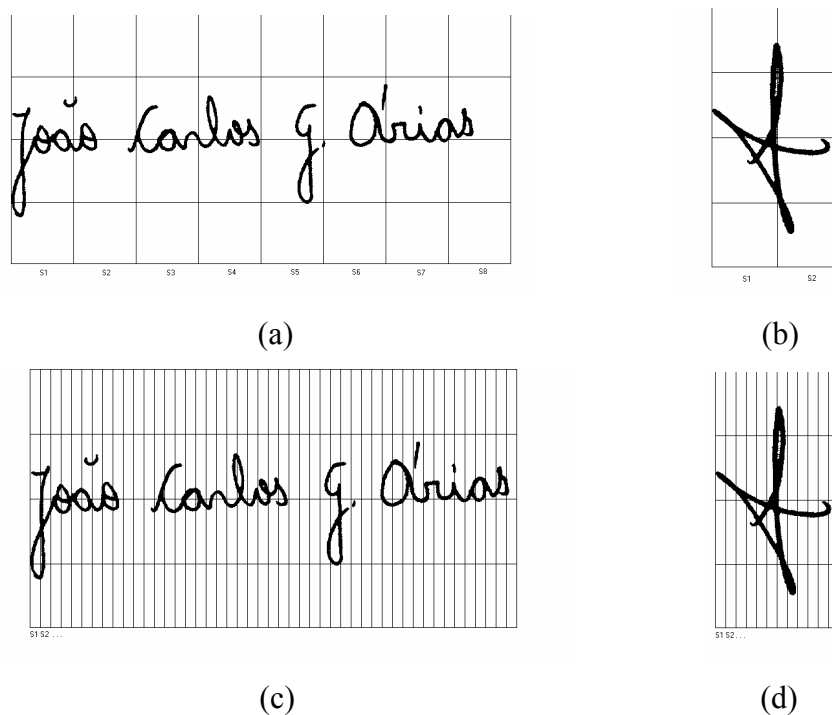 João Carlos G. Árias
S1 S2 S3 S4 S5 S6 S7 S8
(a)
S1 S2
(b)
João Carlos G. Árias
S1 S2 ...
(c)
S1 S2 ...
(d)